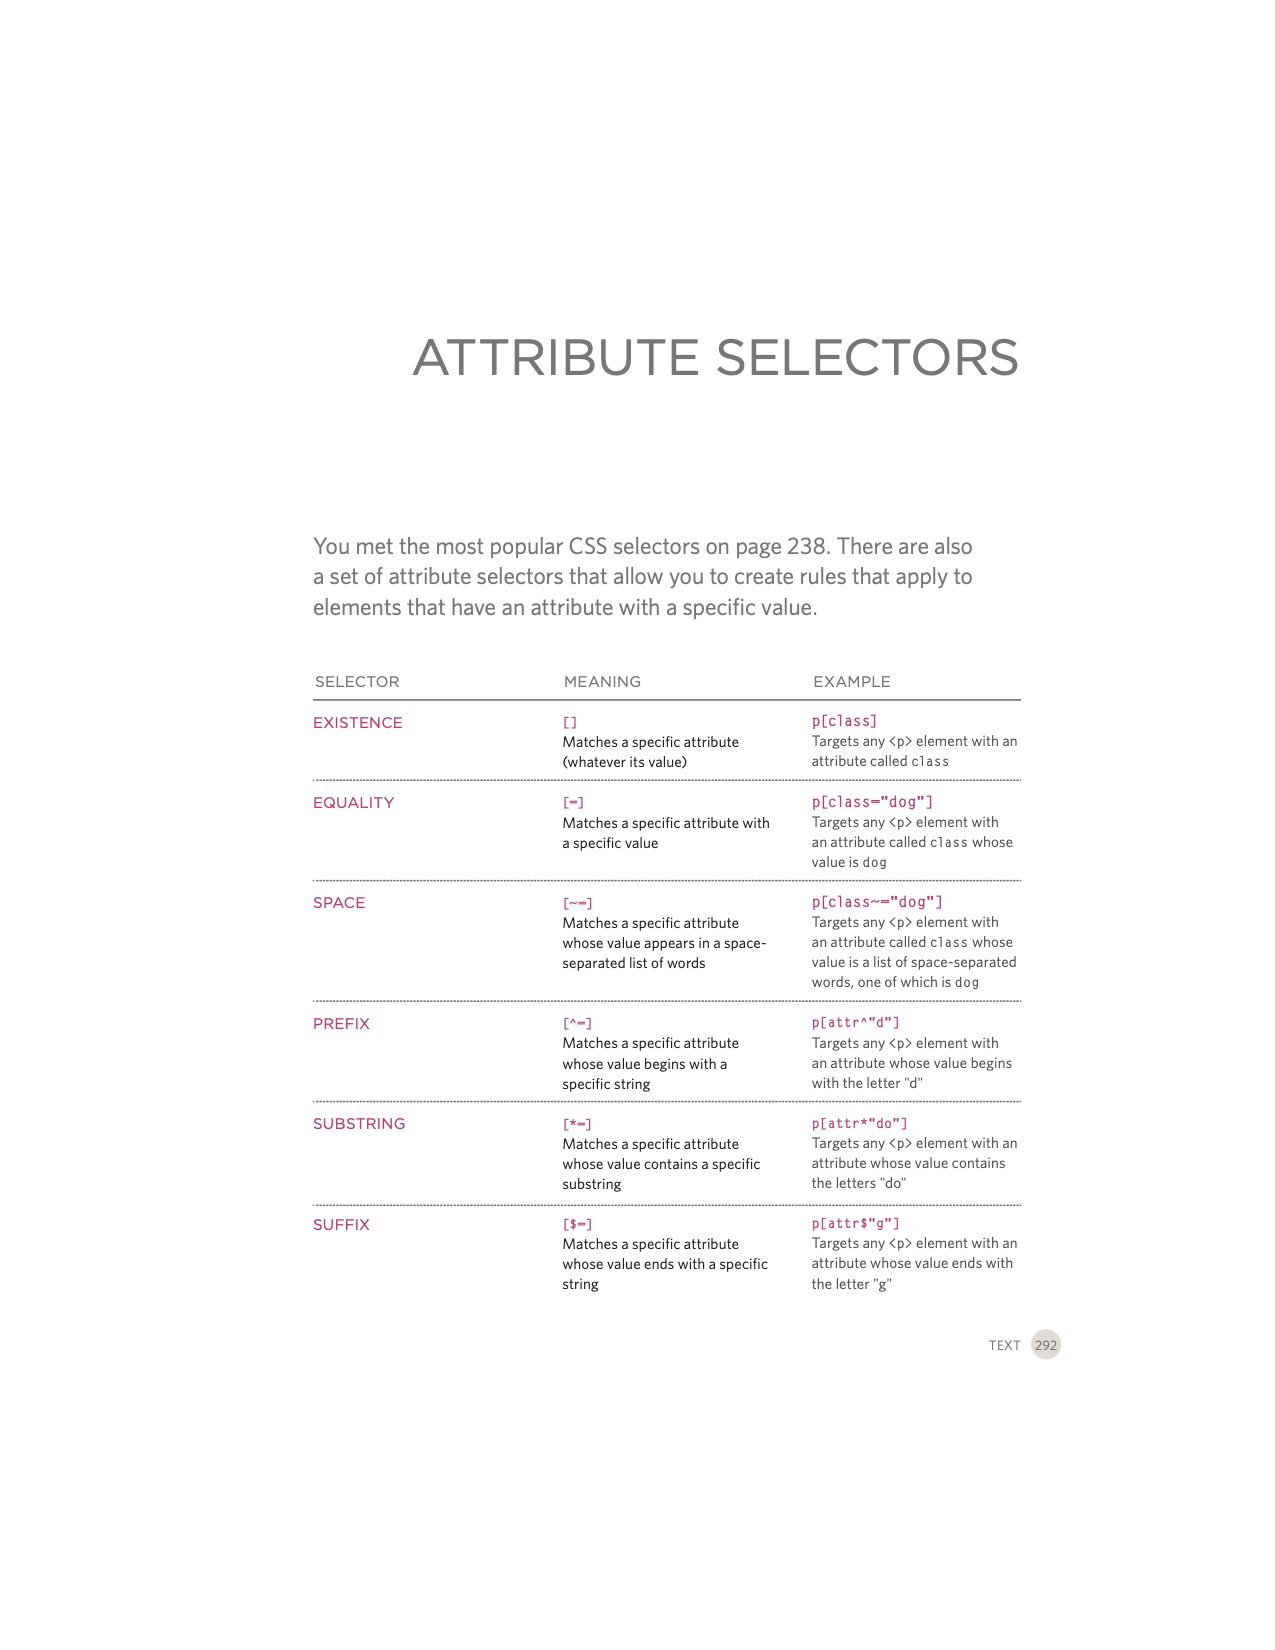 ATTRIBUTE SELECTORS
You met the most popular CSS selectors on page 238. There are also
a set of attribute selectors that allow you to create rules that apply to
elements that have an attribute with a specific value.
SELECTOR MEANING EXAMPLE
EXISTENCE
[]
Matches a specific attribute
(whatever its value)
p[class]
Targets any <p> element with an
attribute called class
EQUALITY
[=]
Matches a specific attribute with
a specific value
p[class="dog"]
Targets any <p> element with
an attribute called class whose
value is dog
SPACE
[~=]
Matches a specific attribute
whose value appears in a space-
separated list of words
p[class~="dog"]
Targets any <p> element with
an attribute called class whose
value is a list of space-separated
words, one of which is dog
PREFIX
[^=]
Matches a specific attribute
whose value begins with a
specific string
p[attr^"d"]
Targets any <p> element with
an attribute whose value begins
with the letter "d"
SUBSTRING
[*=]
Matches a specific attribute
whose value contains a specific
substring
p[attr*"do"]
Targets any <p> element with an
attribute whose value contains
the letters "do"
SUFFIX
[$=]
Matches a specific attribute
whose value ends with a specific
string
p[attr$"g"]
Targets any <p> element with an
attribute whose value ends with
the letter "g"
TEXT 292